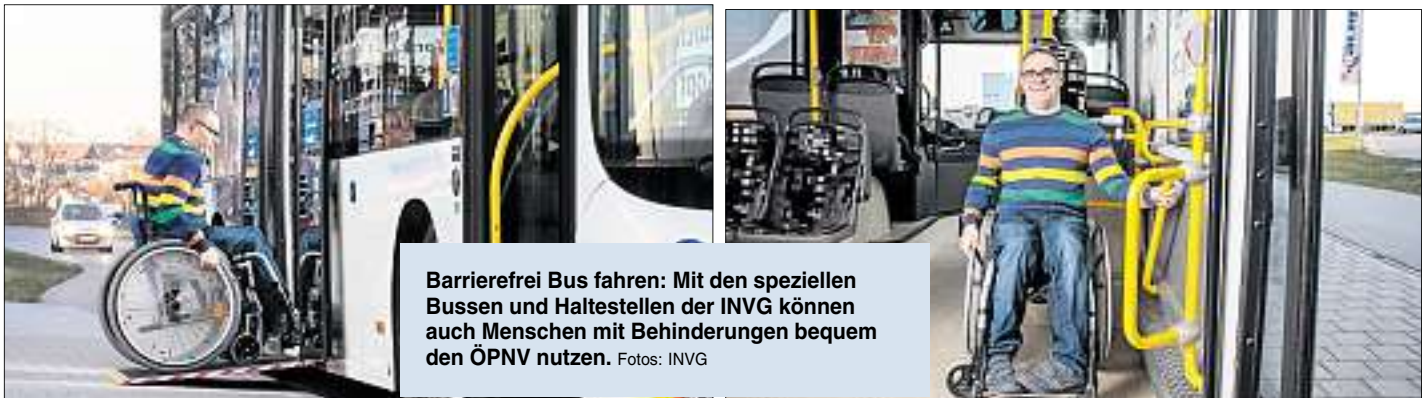 Barrierefrei Bus fahren: Mit den speziellen
Bussen und Haltestellen der INVG können
auch Menschen mit Behinderungen bequem
den ÖPNV nutzen. Fotos: INVG